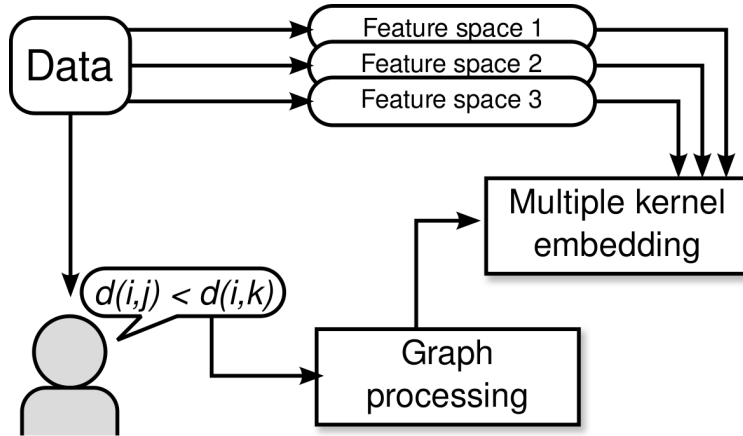 Data
Feature space 1
Feature space 2
Feature space 3
Multiple kernel
embedding
d(i,j) < d(i,k)
Graph
processing